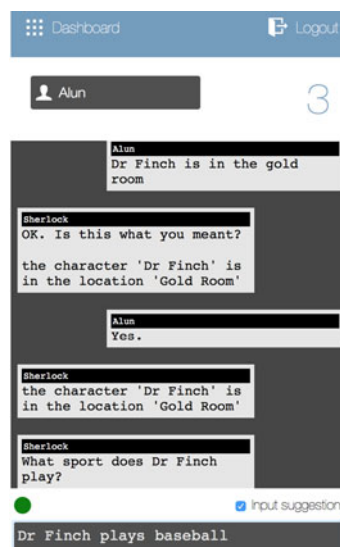 Dashboard
Logout
Alun
3
Alun
Dr Finch is in the gold
room
Sherlock
OK. Is this what you meant?
the character 'Dr Finch' is
in the location 'Gold Room'
Alun
Yes.
Sherlock
the character 'Dr Finch' is
in the location 'Gold Room'
Sherlock
What sport does Dr Finch
play?
Input suggestion
Dr Finch plays baseball